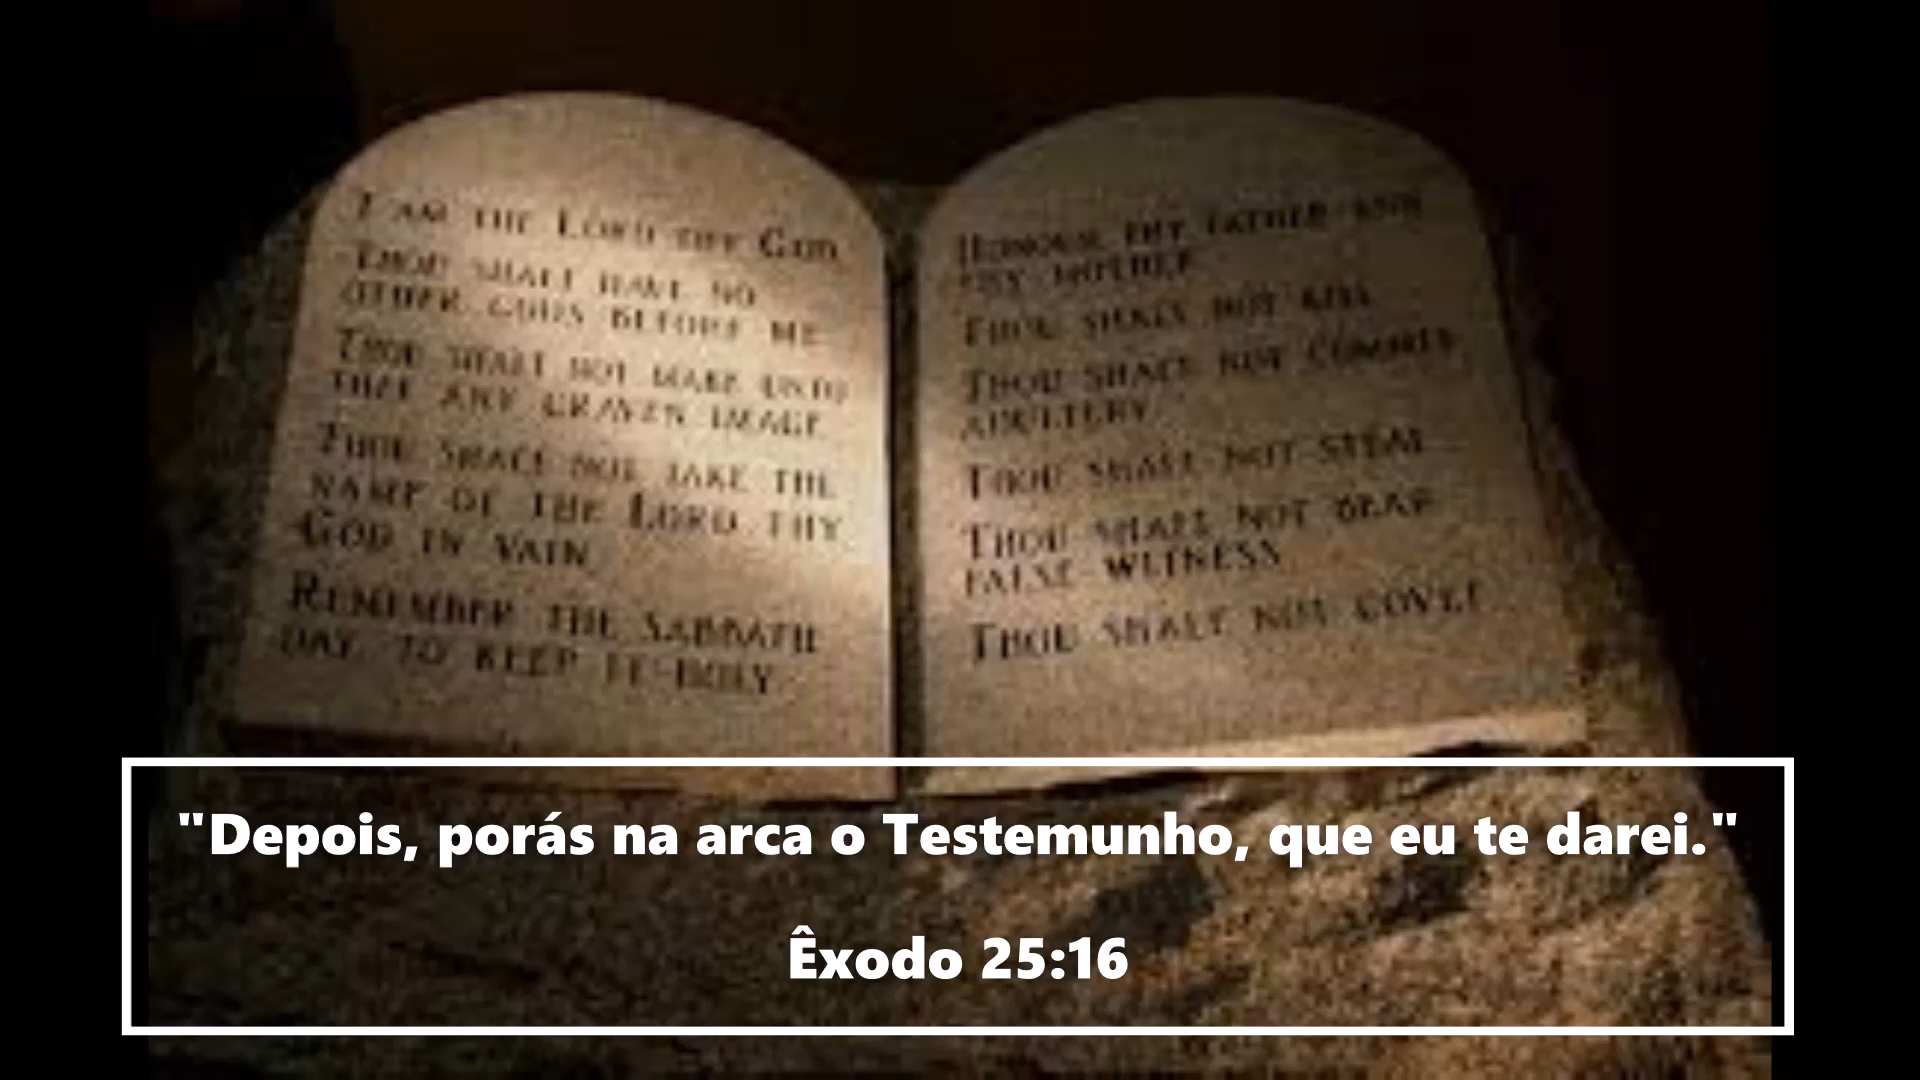 I AM THE LORD THY GOD
THOU SHALT HAVE NO
OTHER GODS BEFORE ME
THOU SHALT NOT MAKE UNTO
THEE ANY GRAVEN IMAGE
THOU SHALT NOT TAKE THE
NAME OF THE LORD THY
GOD IN VAIN
REMEMBER THE SABBATH
DAY, TO KEEP IT HOLY
HONOUR THY FATHER AND
THY MOTHER
THOU SHALT NOT KILL
THOU SHALT NOT COMMIT
ADULTERY
THOU SHALT NOT STEAL
THOU SHALT NOT BEAR
FALSE WITNESS
THOU SHALT NOT COVET
"Depois, porás na arca o Testemunho, que eu te darei."
Êxodo 25:16